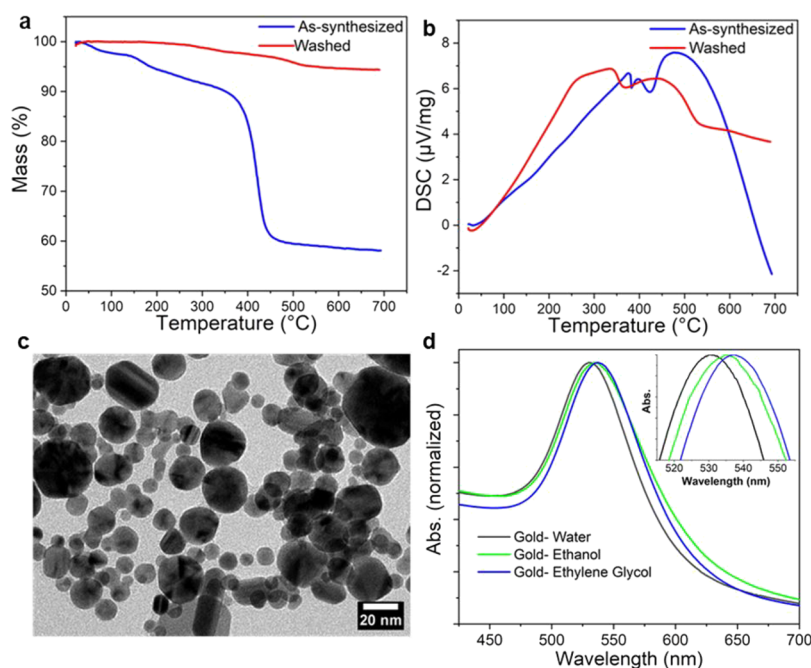 a
As-synthesized
Washed
100
90
80
70
60
50
Mass (%)
0 100 200 300 400 500 600 700
Temperature (°C)
b
As-synthesized
Washed
8
6
4
2
0
-2
DSC (µV/mg)
0 100 200 300 400 500 600 700
Temperature (°C)
c
20 nm
d
Abs. (normalized)
Gold- Water
Gold- Ethanol
Gold- Ethylene Glycol
450 500 550 600 650 700
Wavelength (nm)
Abs.
520 530 540 550
Wavelength (nm)